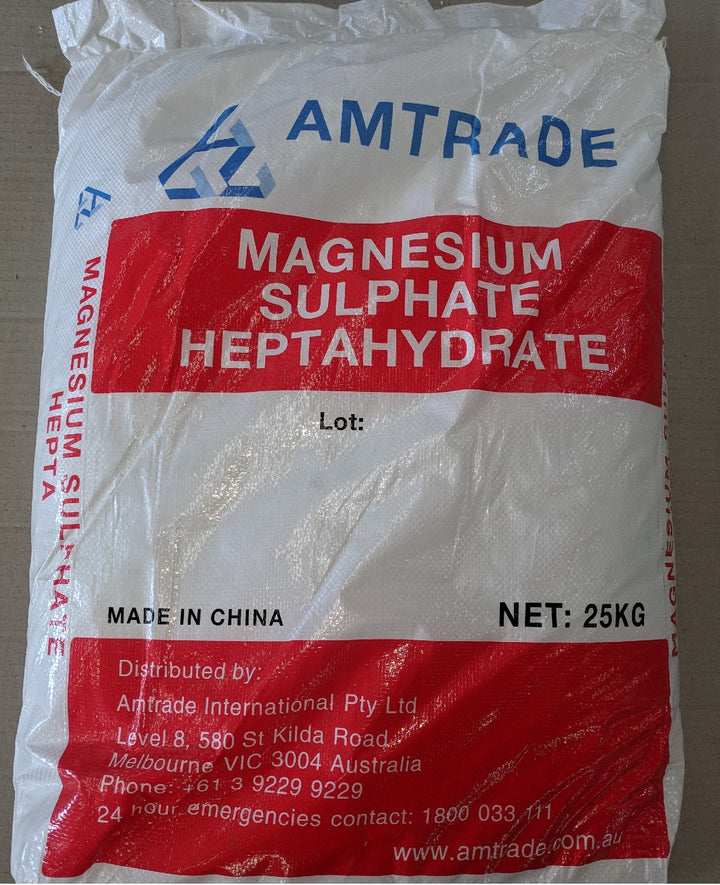 AMTRADE
MAGNESIUM
SULPHATE
HEPTAHYDRATE
Lot:
MADE IN CHINA
NET: 25KG
Distributed by:
Amtrade International Pty Ltd
Level 8, 580 St Kilda Road
Melbourne VIC 3004 Australia
Phone: +61 3 9229 9229
24 hour emergencies contact: 1800 033 111
www.amtrade.com.au
MAGNESIUM SULPHATE
HEPTA
MAGNESIUM